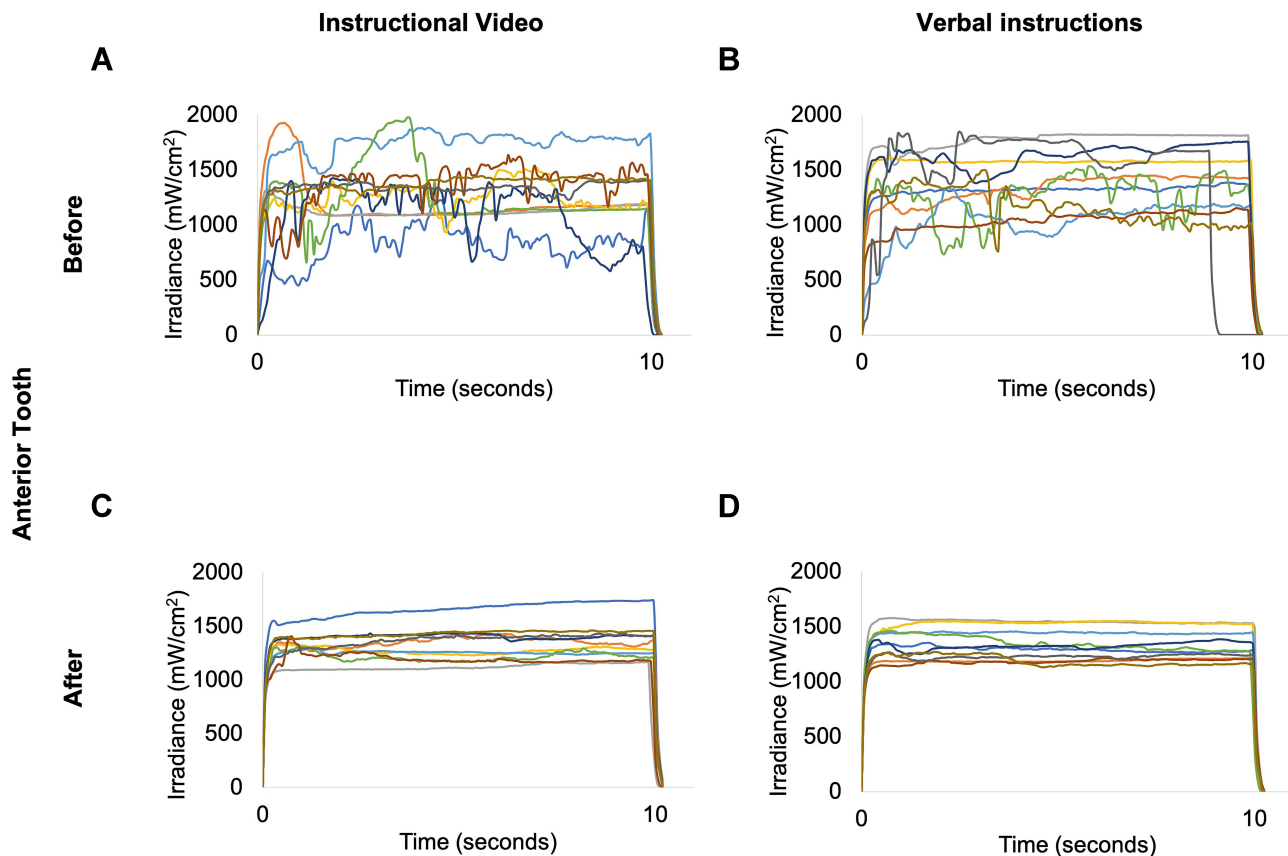 Instructional Video
Verbal instructions
Anterior Tooth
Before
A
Irradiance (mW/cm²)
2000
1500
1000
500
0
0
10
Time (seconds)
B
Irradiance (mW/cm²)
2000
1500
1000
500
0
0
10
Time (seconds)
After
C
Irradiance (mW/cm²)
2000
1500
1000
500
0
0
10
Time (seconds)
D
Irradiance (mW/cm²)
2000
1500
1000
500
0
0
10
Time (seconds)